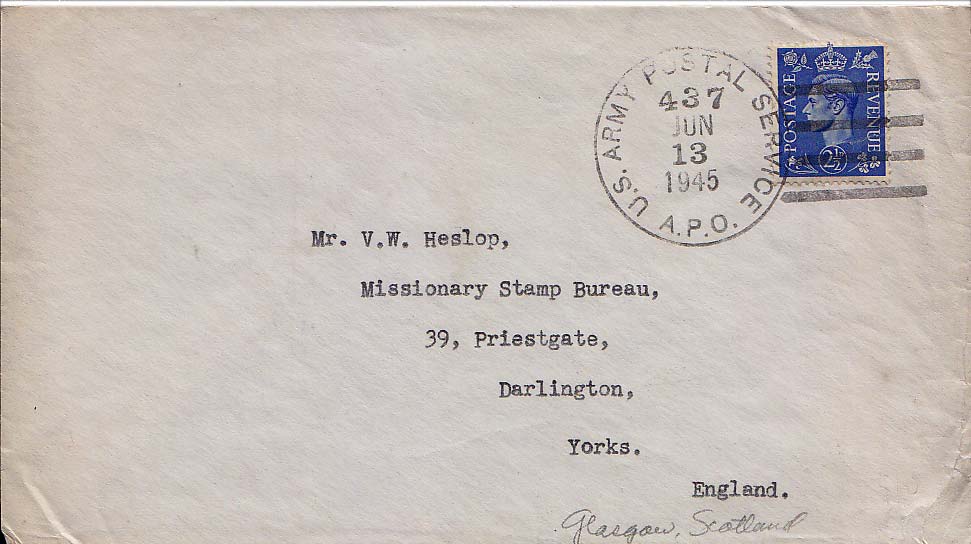 U.S. ARMY POSTAL SERVICE
437
JUN
13
1945
A.P.O.
POSTAGE
REVENUE
2½
Mr. V.W. Heslop,
Missionary Stamp Bureau,
39, Priestgate,
Darlington,
Yorks.
England.
Glasgow, Scotland